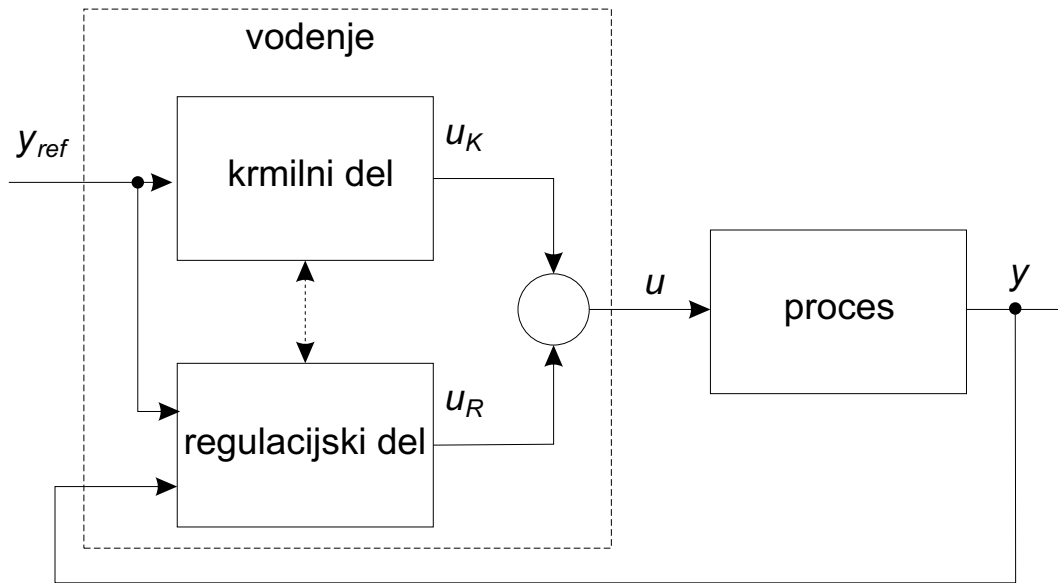 vodenje
y_ref
krmilni del
u_K
u
proces
y
regulacijski del
u_R